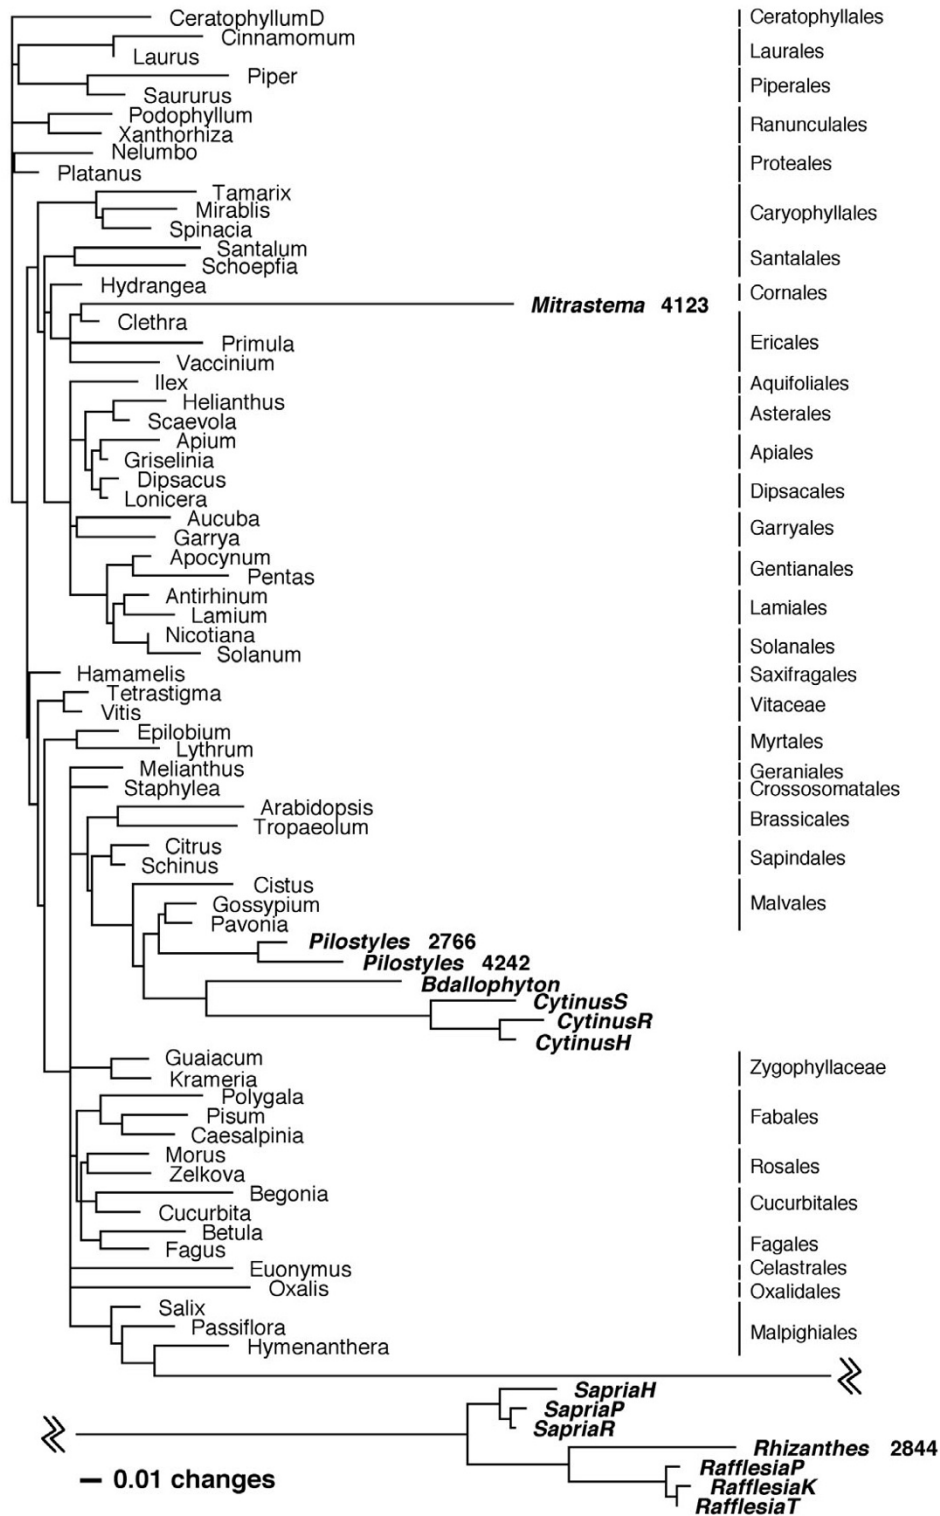 CeratophyllumD Ceratophyllales
Cinnamomum
Laurus Laurales
Piper
Saururus Piperales
Podophyllum
Xanthorhiza Ranunculales
Nelumbo
Platanus Proteales
Tamarix
Mirablis Caryophyllales
Spinacia
Santalum
Schoepfia Santalales
Hydrangea Cornales
Mitrastema 4123
Clethra
Primula Ericales
Vaccinium
Ilex Aquifoliales
Helianthus
Scaevola Asterales
Apium
Griselinia Apiales
Dipsacus
Lonicera Dipsacales
Aucuba
Garrya Garryales
Apocynum
Pentas Gentianales
Antirhinum
Lamium Lamiales
Nicotiana
Solanum Solanales
Hamamelis Saxifragales
Tetrastigma
Vitis Vitaceae
Epilobium
Lythrum Myrtales
Melianthus Geraniales
Staphylea Crossosomatales
Arabidopsis
Tropaeolum Brassicales
Citrus
Schinus Sapindales
Cistus
Gossypium Malvales
Pavonia
Pilostyles 2766
Pilostyles 4242
Bdallophyton
CytinusS
CytinusR
CytinusH
Guaiacum
Krameria Zygophyllaceae
Polygala
Pisum Fabales
Caesalpinia
Morus
Zelkova Rosales
Begonia
Cucurbita Cucurbitales
Betula
Fagus Fagales
Euonymus Celastrales
Oxalis Oxalidales
Salix
Passiflora Malpighiales
Hymenanthera
SapriaH
SapriaP
SapriaR
Rhizanthes 2844
RafflesiaP
0.01 changes
RafflesiaK
RafflesiaT